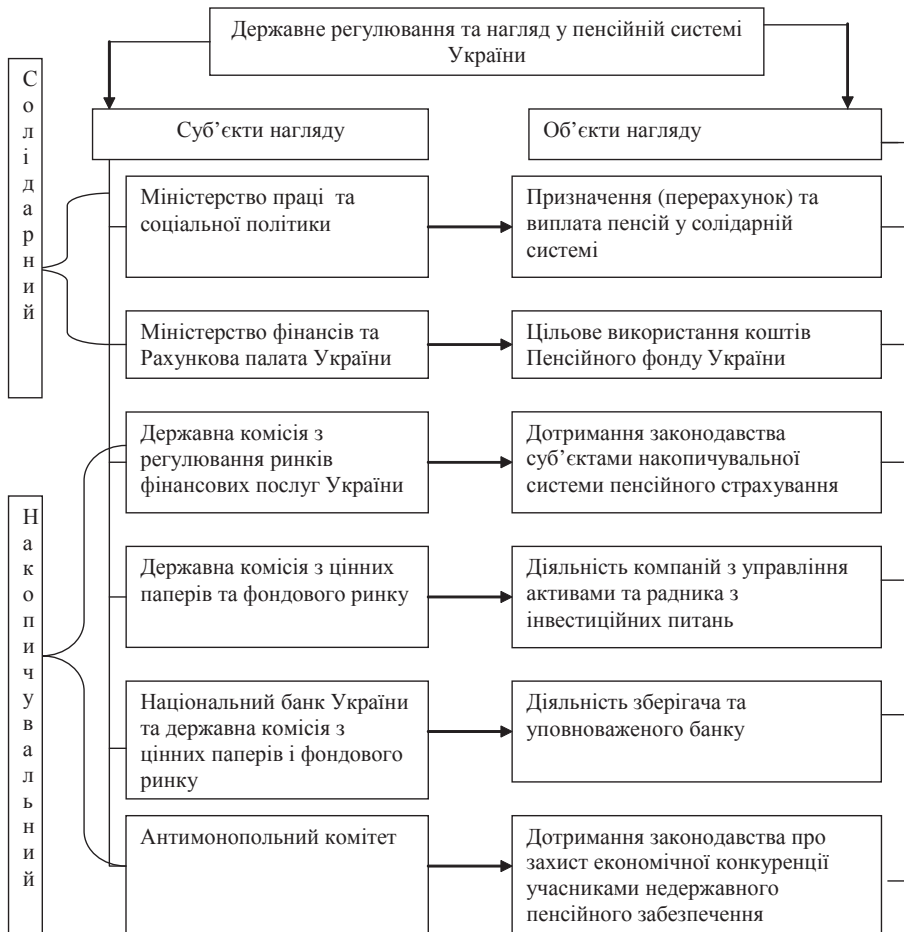 Державне регулювання та нагляд у пенсійній системі
України
Солідарний
Суб’єкти нагляду
Об’єкти нагляду
Міністерство праці та
соціальної політики
Призначення (перерахунок) та
виплата пенсій у солідарній
системі
Міністерство фінансів та
Рахункова палата України
Цільове використання коштів
Пенсійного фонду України
Накопичувальний
Державна комісія з
регулювання ринків
фінансових послуг України
Дотримання законодавства
суб’єктами накопичувальної
системи пенсійного страхування
Державна комісія з цінних
паперів та фондового ринку
Діяльність компаній з управління
активами та радника з
інвестиційних питань
Національний банк України
та державна комісія з
цінних паперів і фондового
ринку
Діяльність зберігача та
уповноваженого банку
Антимонопольний комітет
Дотримання законодавства про
захист економічної конкуренції
учасниками недержавного
пенсійного забезпечення